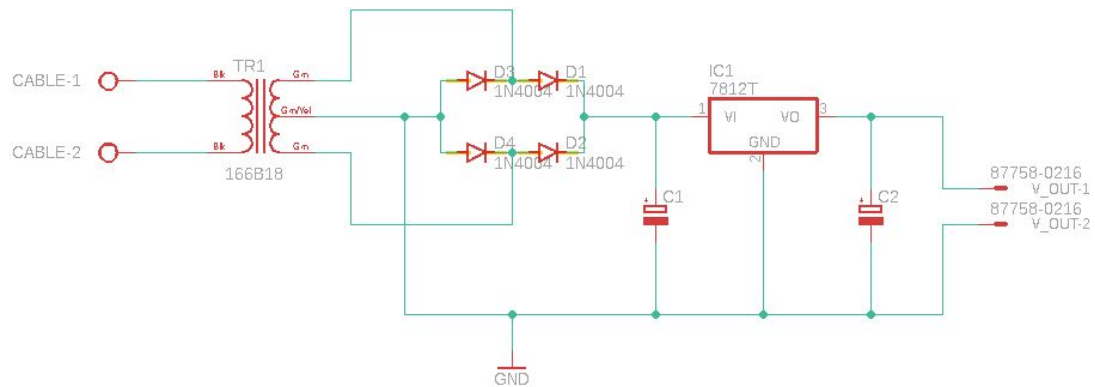 CABLE-1
CABLE-2
TR1
Blk
Blk
Grn
Grn/Yel
Grn
166B18
D3
1N4004
D1
1N4004
D4
1N4004
D2
1N4004
IC1
7812T
1
VI
VO
3
GND
2
C1
C2
87758-0216
V_OUT-1
87758-0216
V_OUT-2
GND